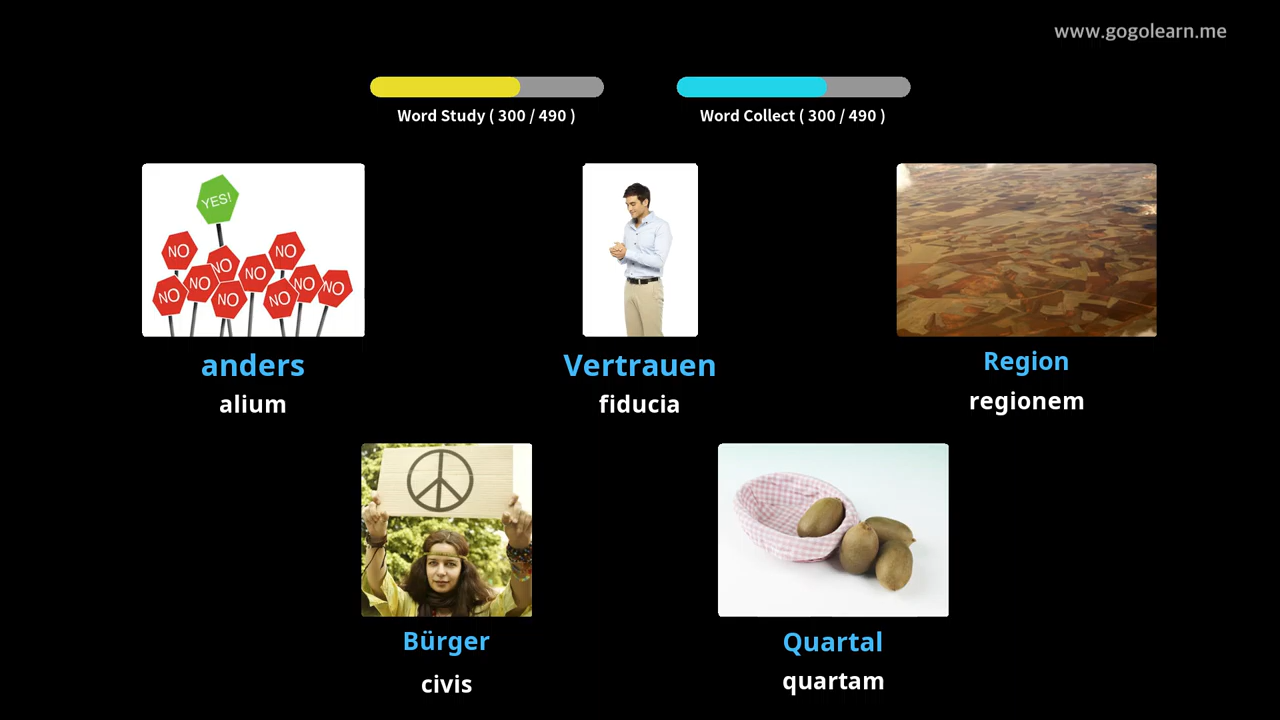 www.gogolearn.me
Word Study ( 300 / 490 )
Word Collect ( 300 / 490 )
YES!
NO
NO
NO
NO
NO
NO
NO
NO
NO
NO
anders
alium
Vertrauen
fiducia
Region
regionem
Bürger
civis
Quartal
quartam